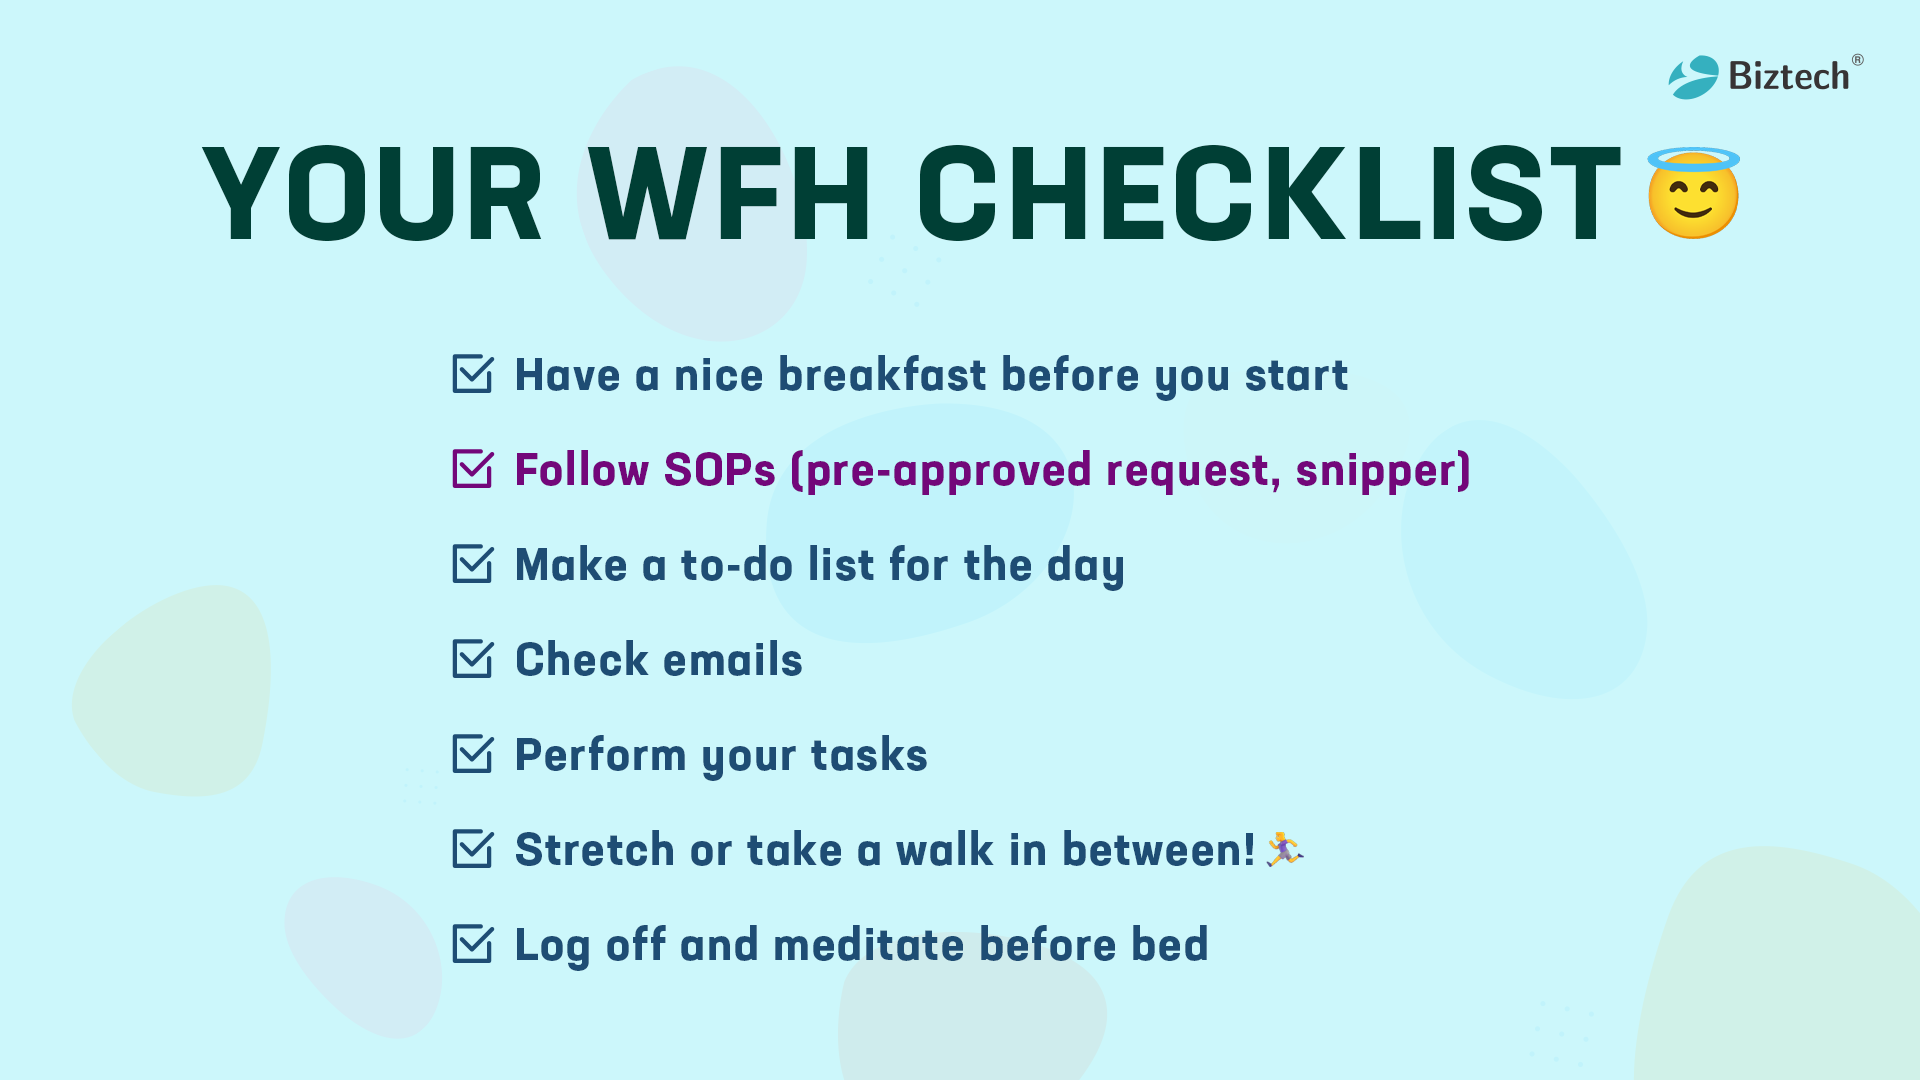 Biztech®
YOUR WFH CHECKLIST
Have a nice breakfast before you start
Follow SOPs (pre-approved request, snipper)
Make a to-do list for the day
Check emails
Perform your tasks
Stretch or take a walk in between!
Log off and meditate before bed